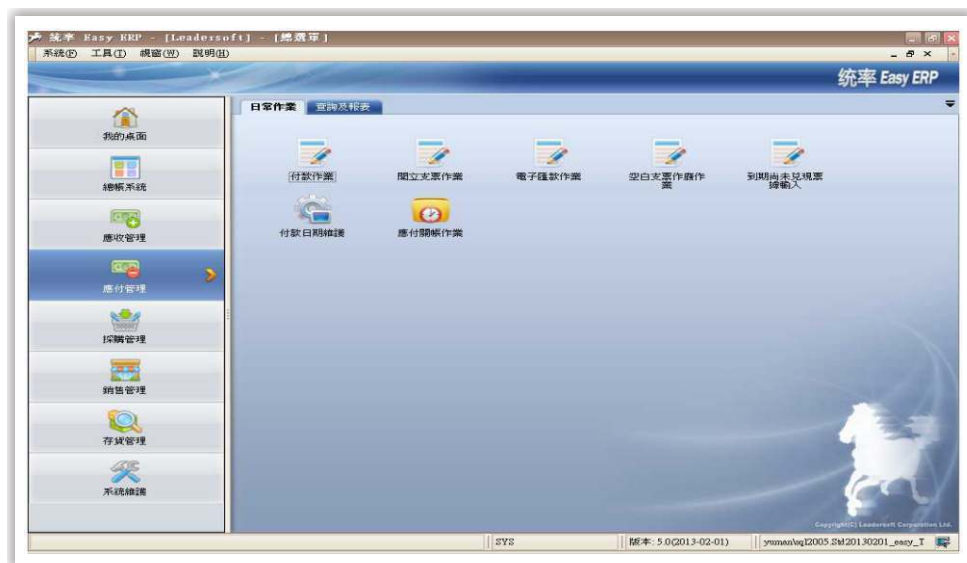 統率 Easy ERP - [Leadersoft] - [總選單]
系統(F) 工具(T) 視窗(W) 說明(H)
统率 Easy ERP
日常作業 查詢及報表
我的桌面
總帳系統
應收管理
應付管理
採購管理
銷售管理
存貨管理
系統維護
付款作業
開立支票作業
電子匯款作業
空白支票作廢作
業
到期尚未兌現票
據輸入
付款日期維護
應付關帳作業
Copyright(C) Leadersoft Corporation Ltd.
SYS
版本: 5.0(2013-02-01)